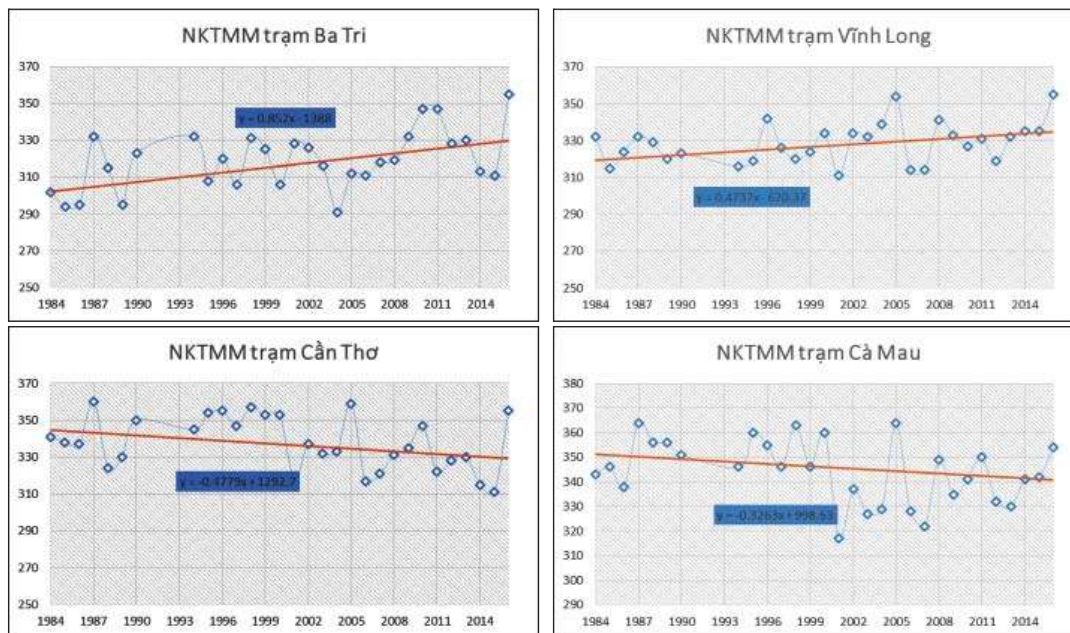 NKTMM trạm Ba Tri
370
350
330
310
290
270
250
y = 0.852x - 1388
1984 1987 1990 1993 1996 1999 2002 2005 2008 2011 2014
NKTMM trạm Vĩnh Long
370
350
330
310
290
270
250
y = 0.4737x - 620.37
1984 1987 1990 1993 1996 1999 2002 2005 2008 2011 2014
NKTMM trạm Cần Thơ
370
350
330
310
290
270
250
y = -0.4779x + 1292.7
1984 1987 1990 1993 1996 1999 2002 2005 2008 2011 2014
NKTMM trạm Cà Mau
380
370
360
350
340
330
320
310
300
290
y = -0.3263x + 998.63
1984 1987 1990 1993 1996 1999 2002 2005 2008 2011 2014